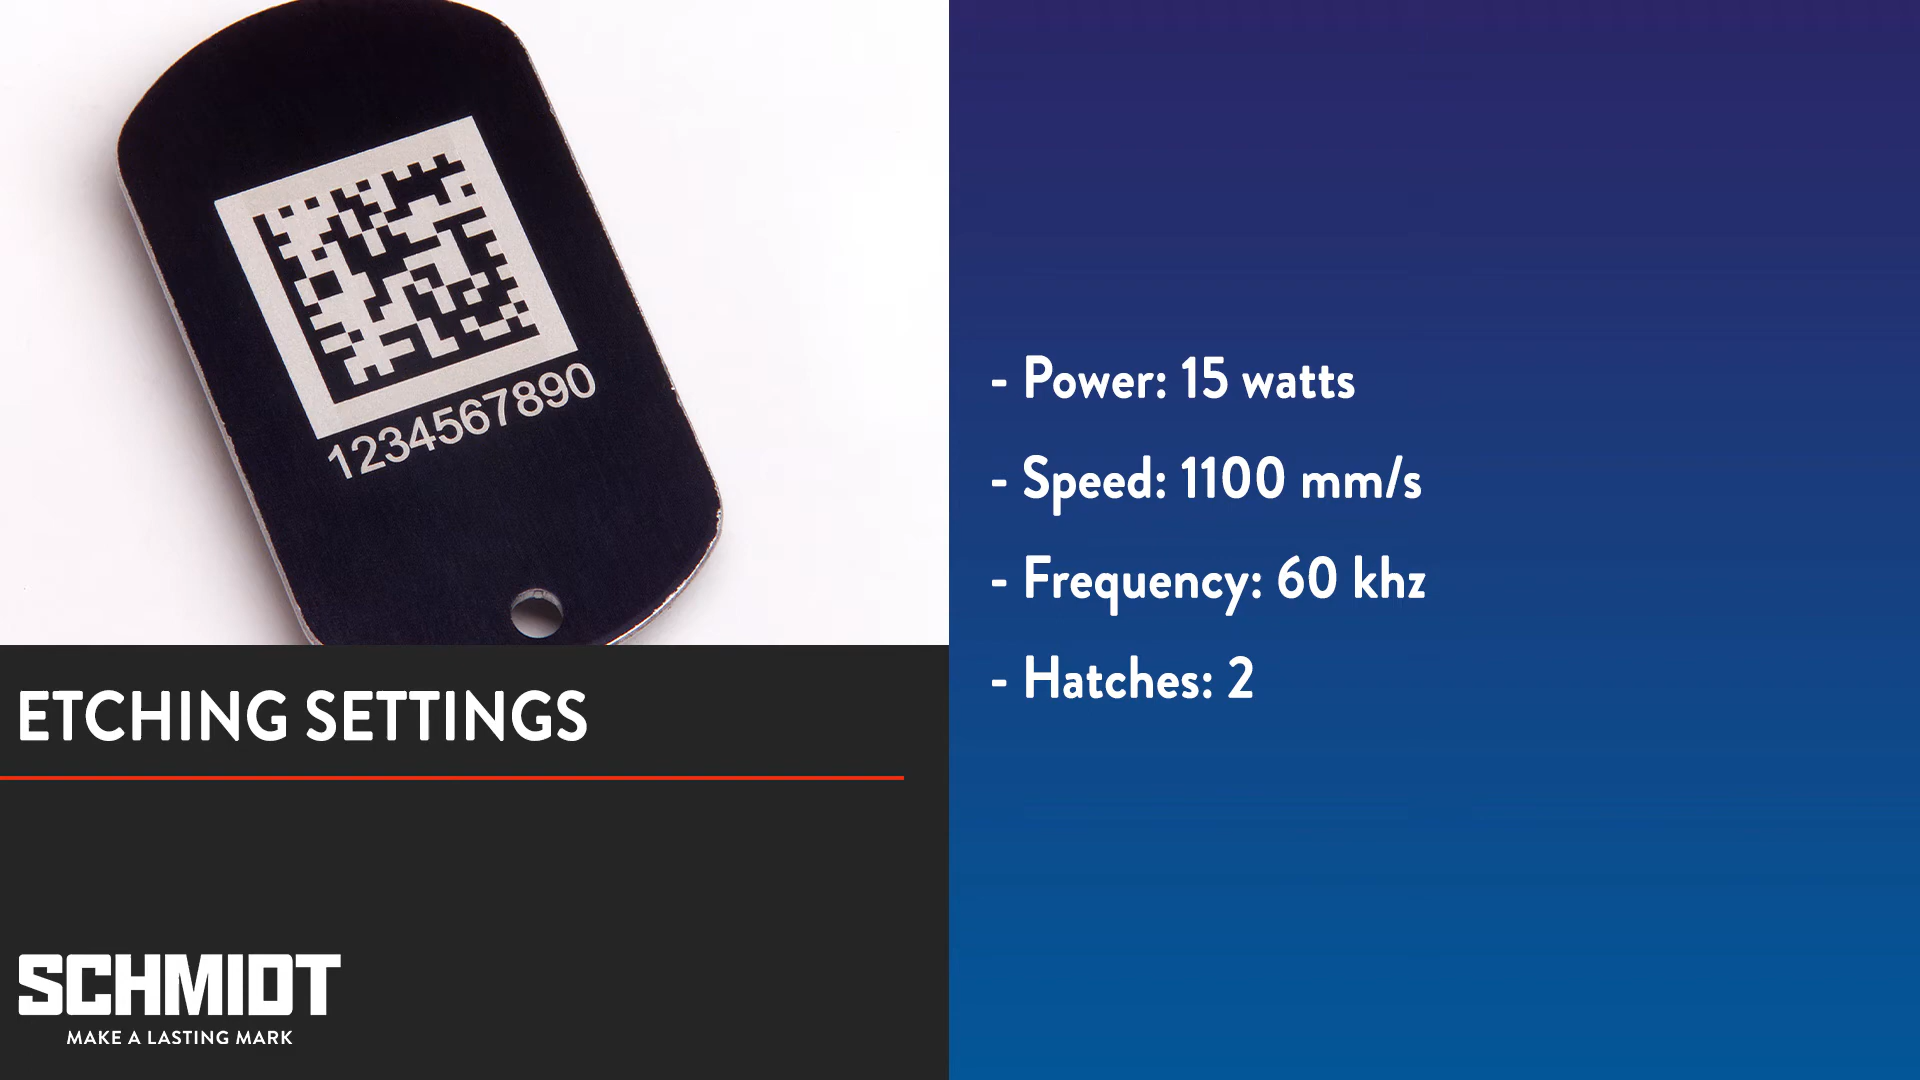 1234567890
ETCHING SETTINGS
SCHMIDT
MAKE A LASTING MARK
- Power: 15 watts
- Speed: 1100 mm/s
- Frequency: 60 khz
- Hatches: 2